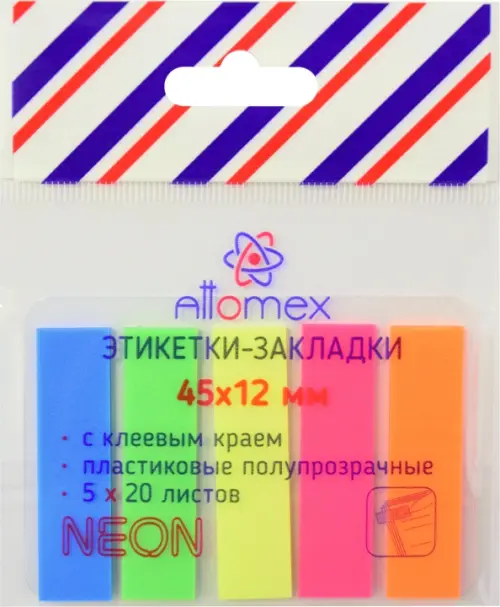 Attomex
ЭТИКЕТКИ-ЗАКЛАДКИ
45х12 мм
• с клеевым краем
• пластиковые полупрозрачные
• 5 х 20 листов
NEON